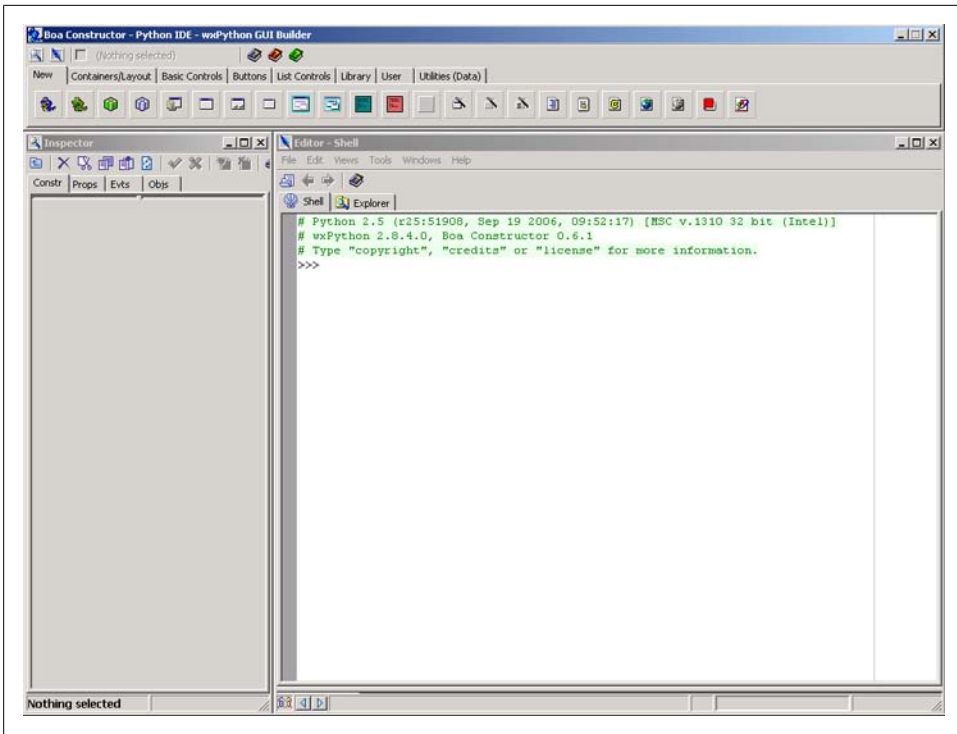 Boa Constructor - Python IDE - wxPython GUI Builder
(Nothing selected)
New Containers/Layout Basic Controls Buttons List Controls Library User Utilities (Data)
Inspector
Constr Props Evts Objs
Nothing selected
Editor - Shell
File Edit Views Tools Windows Help
Shell Explorer
# Python 2.5 (r25:51908, Sep 19 2006, 09:52:17) [MSC v.1310 32 bit (Intel)]
# wxPython 2.8.4.0, Boa Constructor 0.6.1
# Type "copyright", "credits" or "license" for more information.
>>>